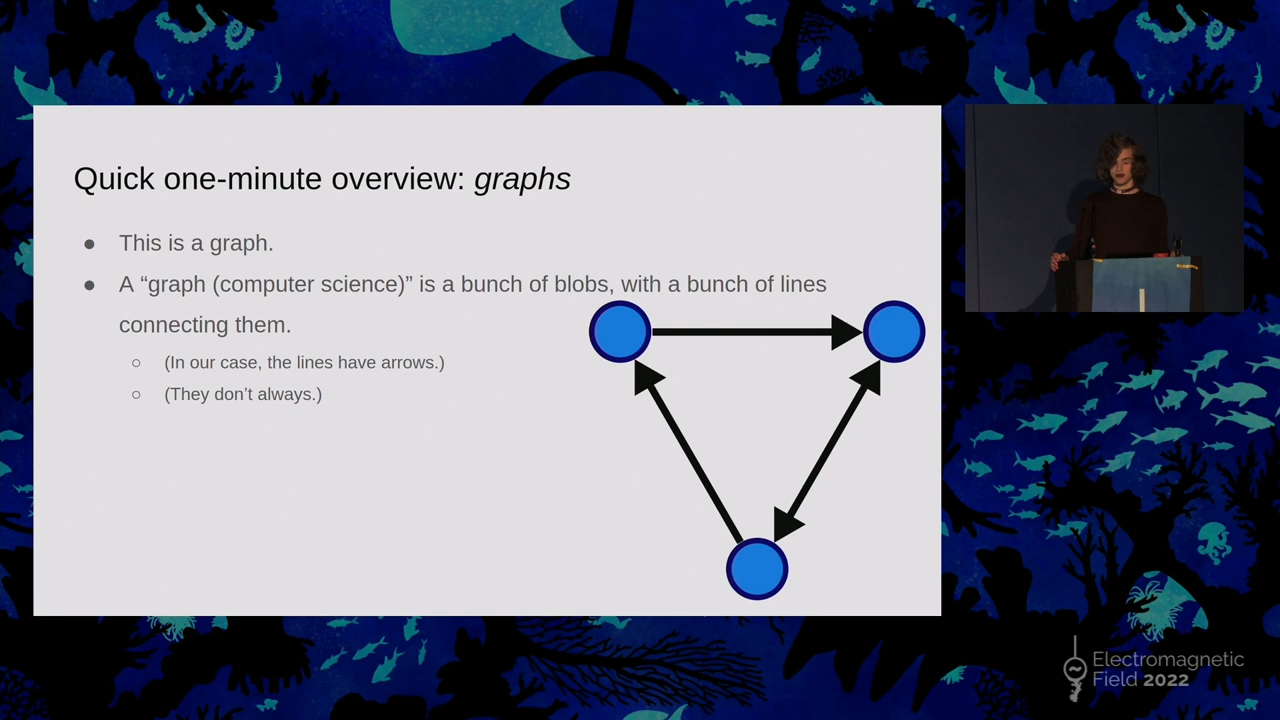 Quick one-minute overview: graphs
● This is a graph.
● A “graph (computer science)” is a bunch of blobs, with a bunch of lines
connecting them.
○ (In our case, the lines have arrows.)
○ (They don’t always.)
Electromagnetic
Field 2022